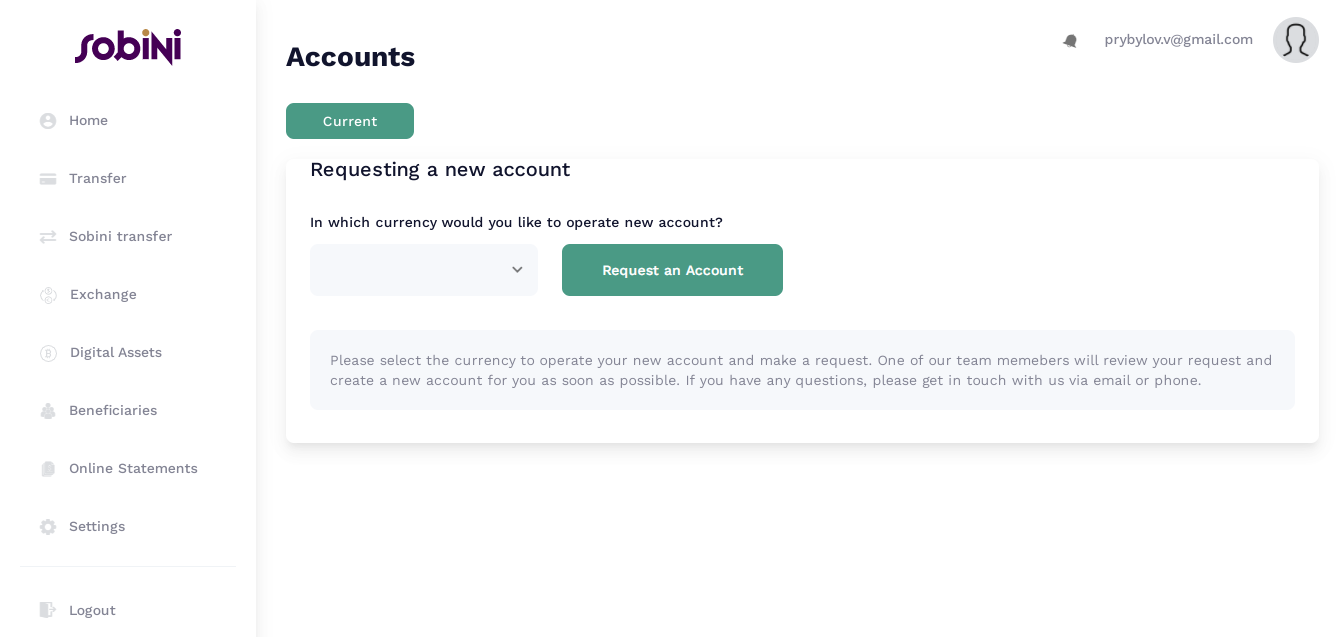 sobiNi
Home
Transfer
Sobini transfer
Exchange
Digital Assets
Beneficiaries
Online Statements
Settings
Logout
prybylov.v@gmail.com
Accounts
Current
Requesting a new account
In which currency would you like to operate new account?
Request an Account
Please select the currency to operate your new account and make a request. One of our team memebers will review your request and
create a new account for you as soon as possible. If you have any questions, please get in touch with us via email or phone.